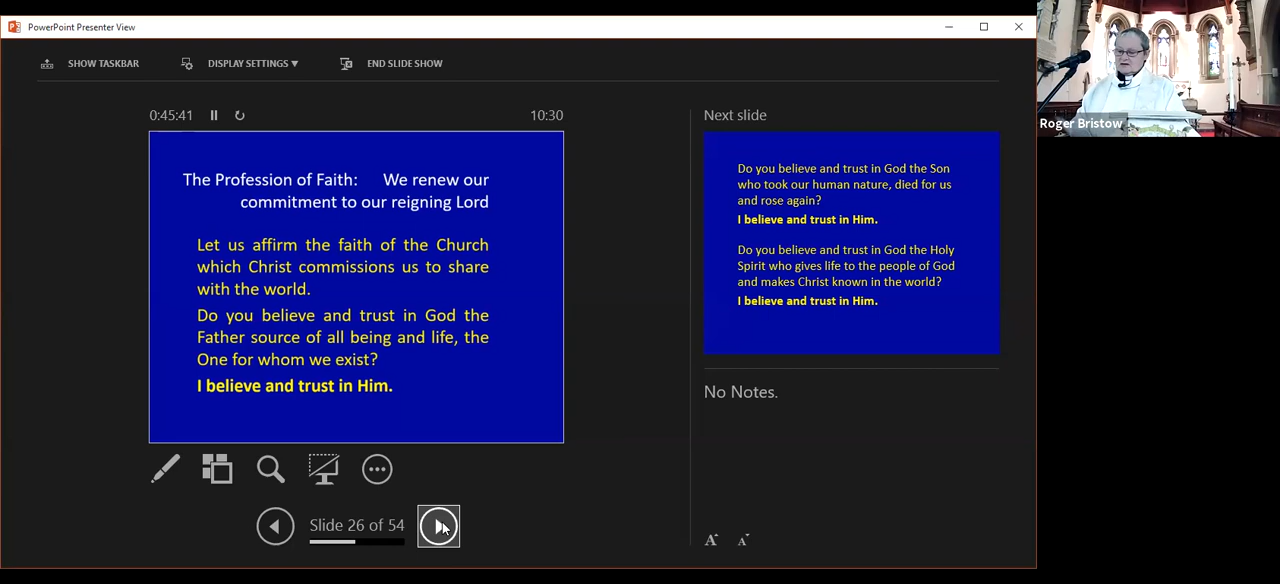 PowerPoint Presenter View
SHOW TASKBAR
DISPLAY SETTINGS ▾
END SLIDE SHOW
0:45:41
10:30
The Profession of Faith: We renew our
commitment to our reigning Lord
Let us affirm the faith of the Church
which Christ commissions us to share
with the world.
Do you believe and trust in God the
Father source of all being and life, the
One for whom we exist?
I believe and trust in Him.
Slide 26 of 54
Next slide
Do you believe and trust in God the Son
who took our human nature, died for us
and rose again?
I believe and trust in Him.
Do you believe and trust in God the Holy
Spirit who gives life to the people of God
and makes Christ known in the world?
I believe and trust in Him.
No Notes.
A A
Roger Bristow